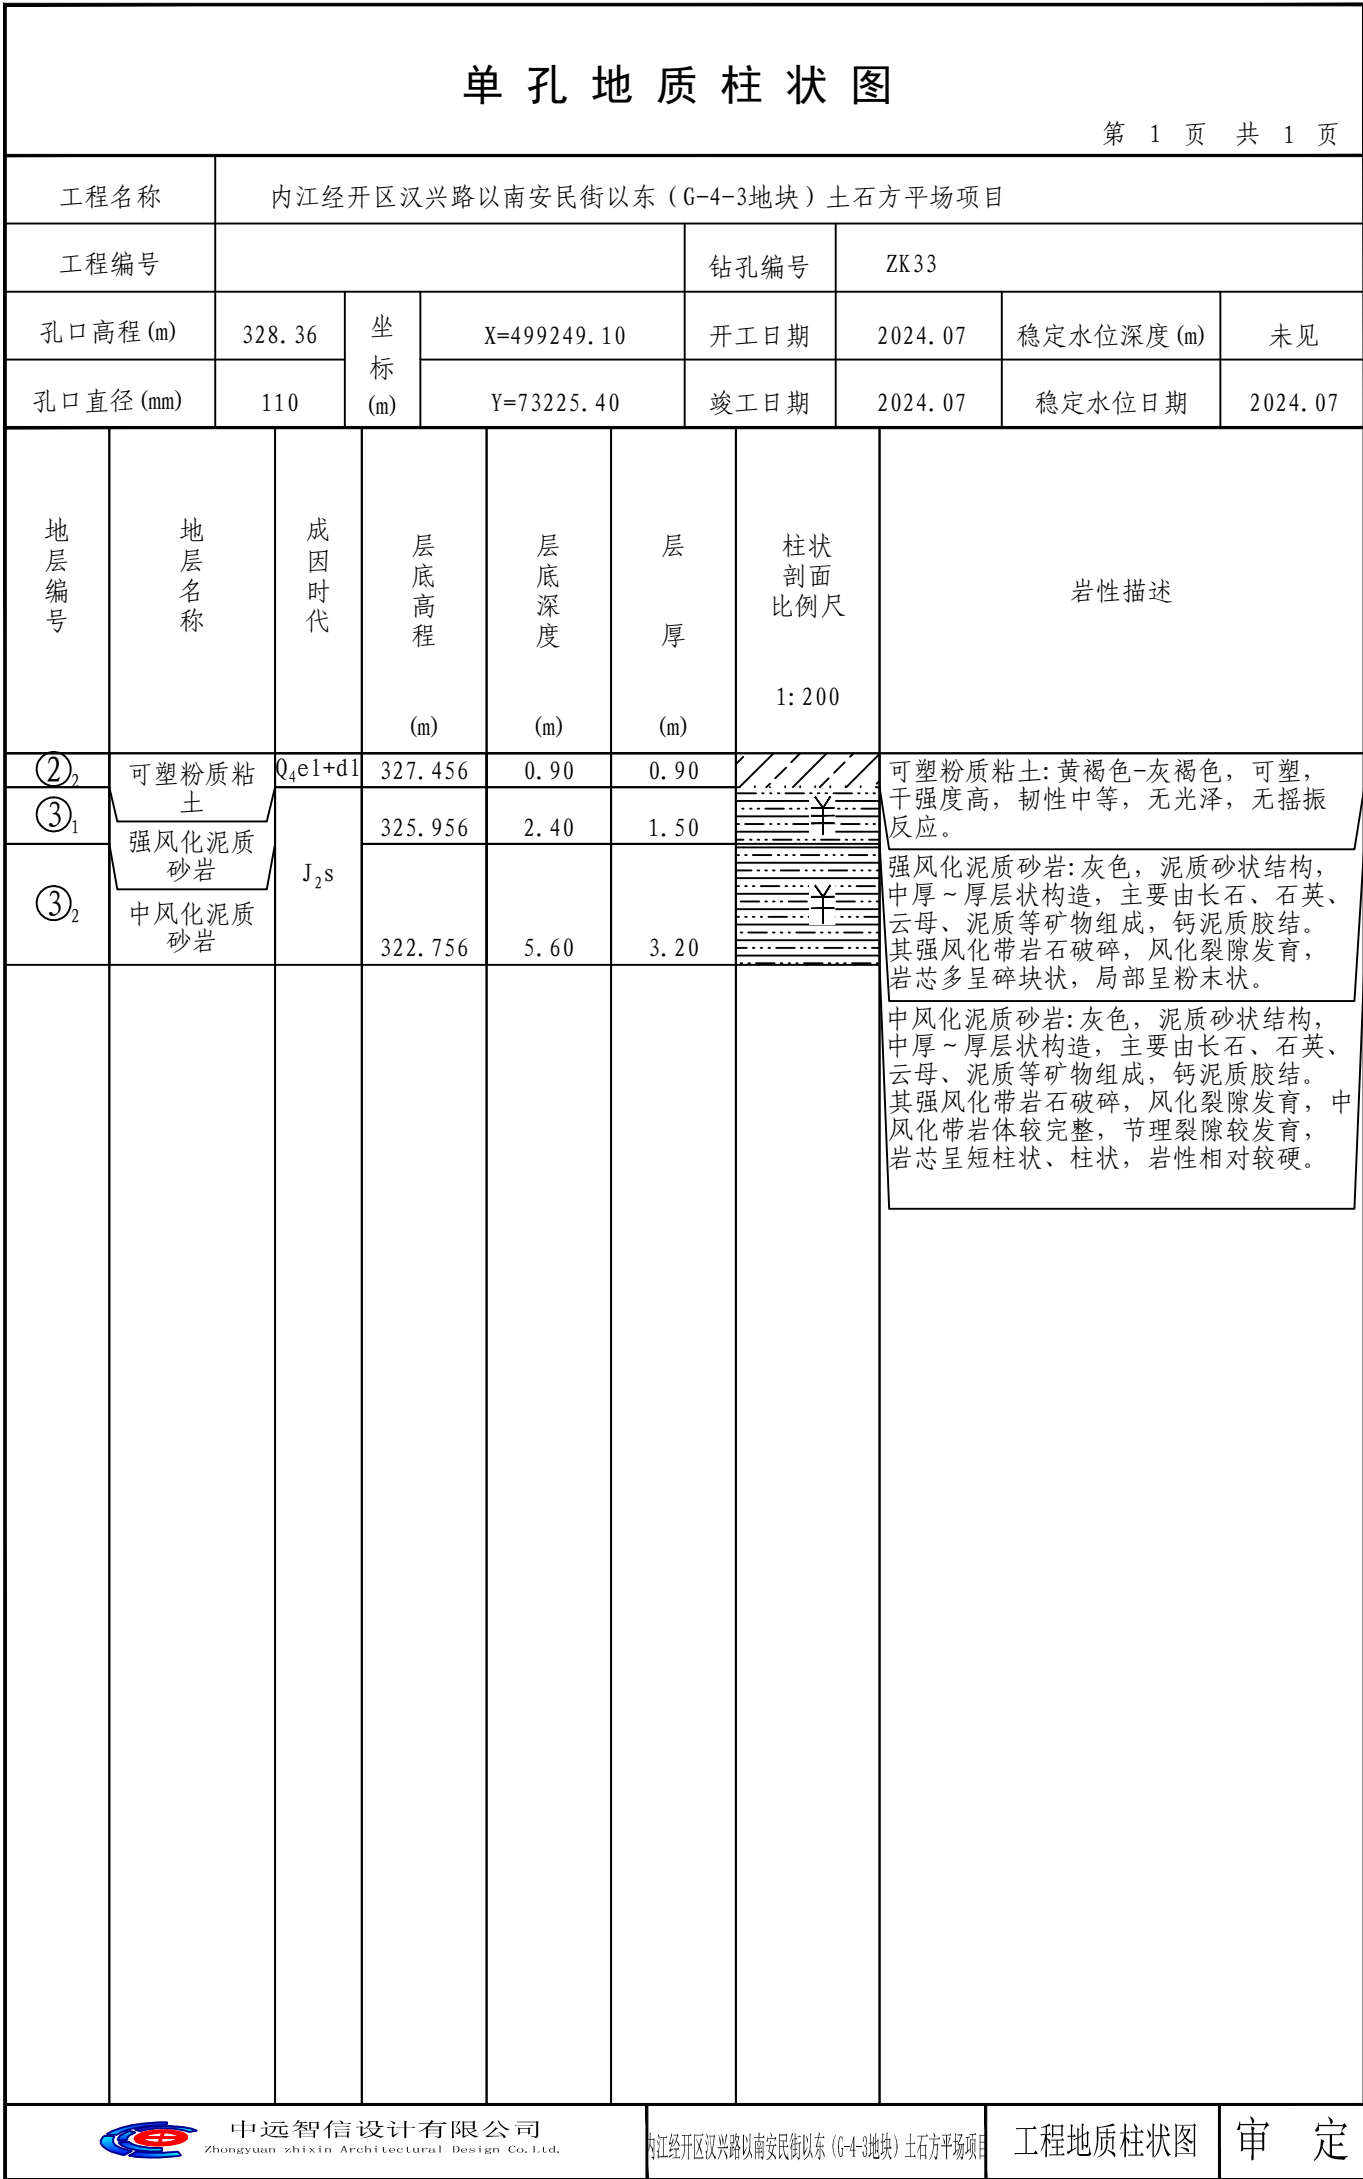 单孔地质柱状图
第 1 页 共 1 页
工程名称 内江经开区汉兴路以南安民街以东（G-4-3地块）土石方平场项目
工程编号 钻孔编号 ZK33
孔口高程(m) 328.36 坐标(m) X=499249.10 开工日期 2024.07 稳定水位深度(m) 未见
孔口直径(mm) 110 Y=73225.40 竣工日期 2024.07 稳定水位日期 2024.07
地层编号 地层名称 成因时代 层底高程(m) 层底深度(m) 层厚(m) 柱状剖面比例尺 1:200 岩性描述
②₂ 可塑粉质粘土 Q₄el+dl 327.456 0.90 0.90
可塑粉质粘土:黄褐色-灰褐色，可塑，
干强度高，韧性中等，无光泽，无摇振
反应。
③₁ 强风化泥质砂岩 J₂s 325.956 2.40 1.50
强风化泥质砂岩:灰色，泥质砂状结构，
中厚～厚层状构造，主要由长石、石英、
云母、泥质等矿物组成，钙泥质胶结。
其强风化带岩石破碎，风化裂隙发育，
岩芯多呈碎块状，局部呈粉末状。
③₂ 中风化泥质砂岩 322.756 5.60 3.20
中风化泥质砂岩:灰色，泥质砂状结构，
中厚～厚层状构造，主要由长石、石英、
云母、泥质等矿物组成，钙泥质胶结。
其强风化带岩石破碎，风化裂隙发育，中
风化带岩体较完整，节理裂隙较发育，
岩芯呈短柱状、柱状，岩性相对较硬。
中远智信设计有限公司
Zhongyuan zhixin Architectural Design Co.Ltd.
内江经开区汉兴路以南安民街以东（G-4-3地块）土石方平场项目
工程地质柱状图
审 定